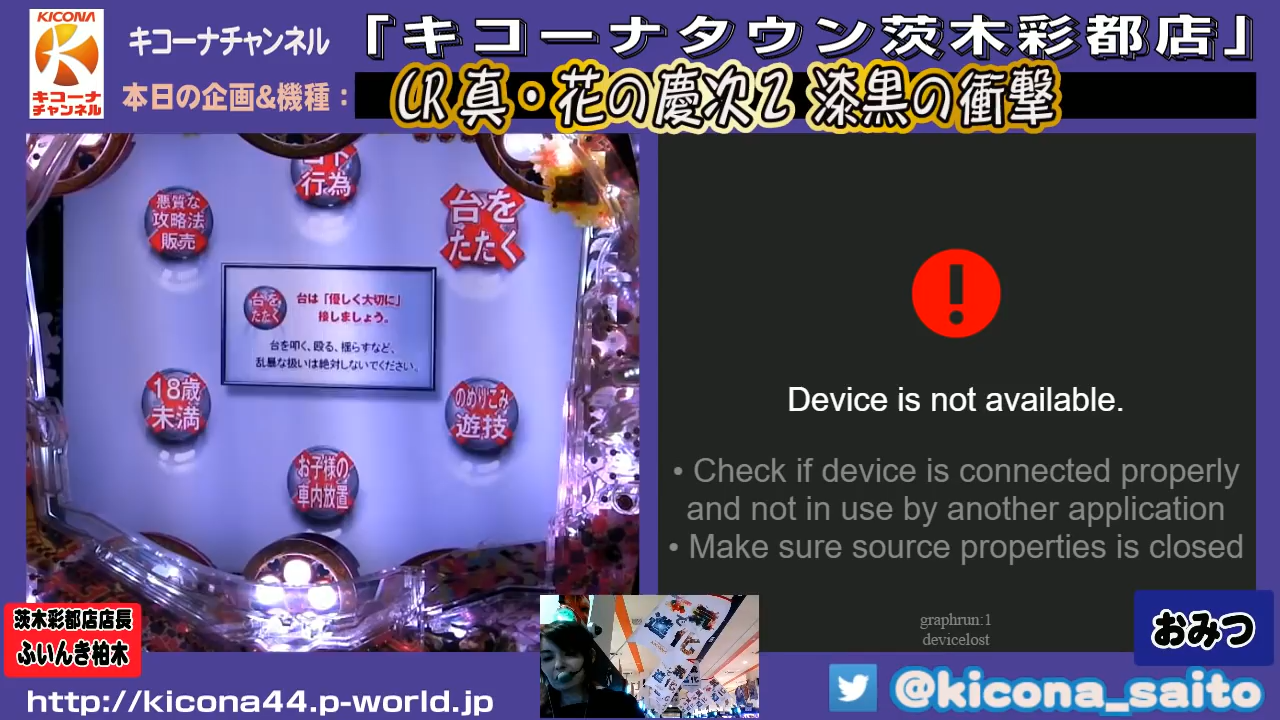 KICONA
キコーナ
チャンネル
キコーナチャンネル
「キコーナタウン茨木彩都店」
本日の企画&機種：
CR 真・花の慶次2 漆黒の衝撃
行為
悪質な
攻略法
販売
台を
たたく
台を
たたく
台は「優しく大切に」
接しましょう。
台を叩く、殴る、揺らすなど、
乱暴な扱いは絶対しないでください。
18歳
未満
のめりこみ
遊技
お子様の
車内放置
Device is not available.
• Check if device is connected properly
and not in use by another application
• Make sure source properties is closed
graphrun:1
devicelost
茨木彩都店店長
ふいんき柏木
おみつ
http://kicona44.p-world.jp
@kicona_saito